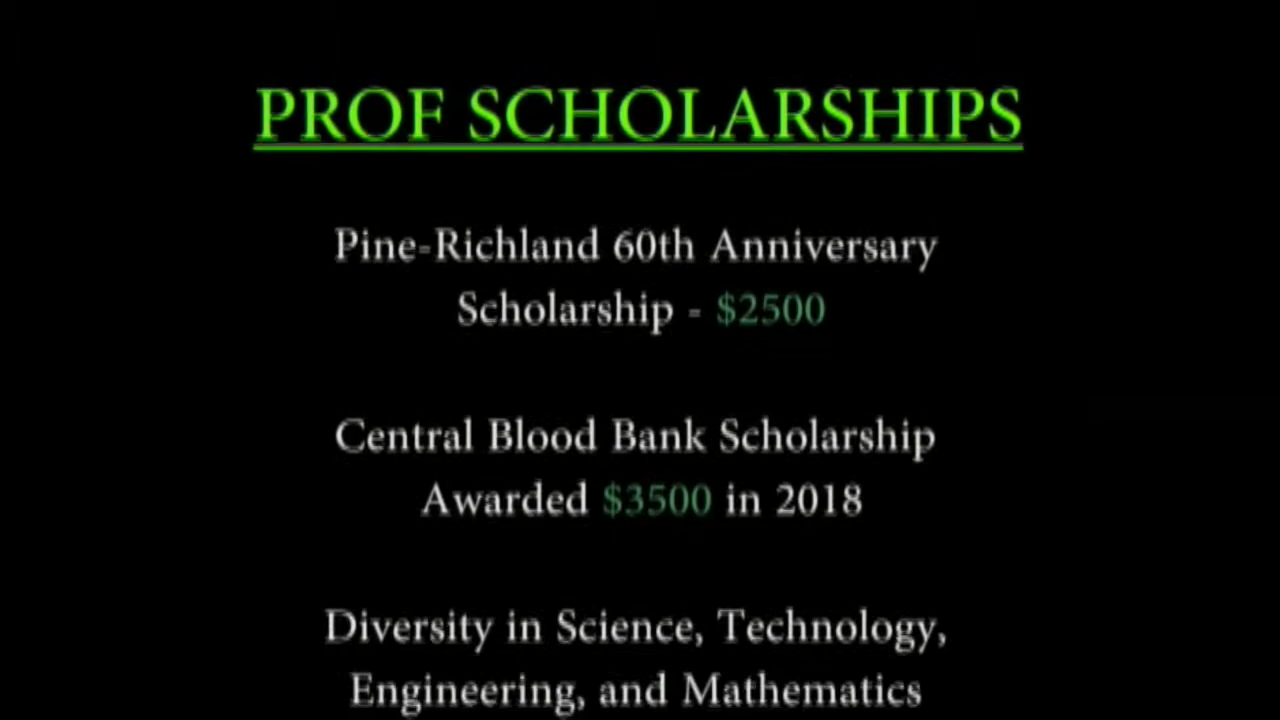 PROF SCHOLARSHIPS
Pine-Richland 60th Anniversary
Scholarship - $2500
Central Blood Bank Scholarship
Awarded $3500 in 2018
Diversity in Science, Technology,
Engineering, and Mathematics